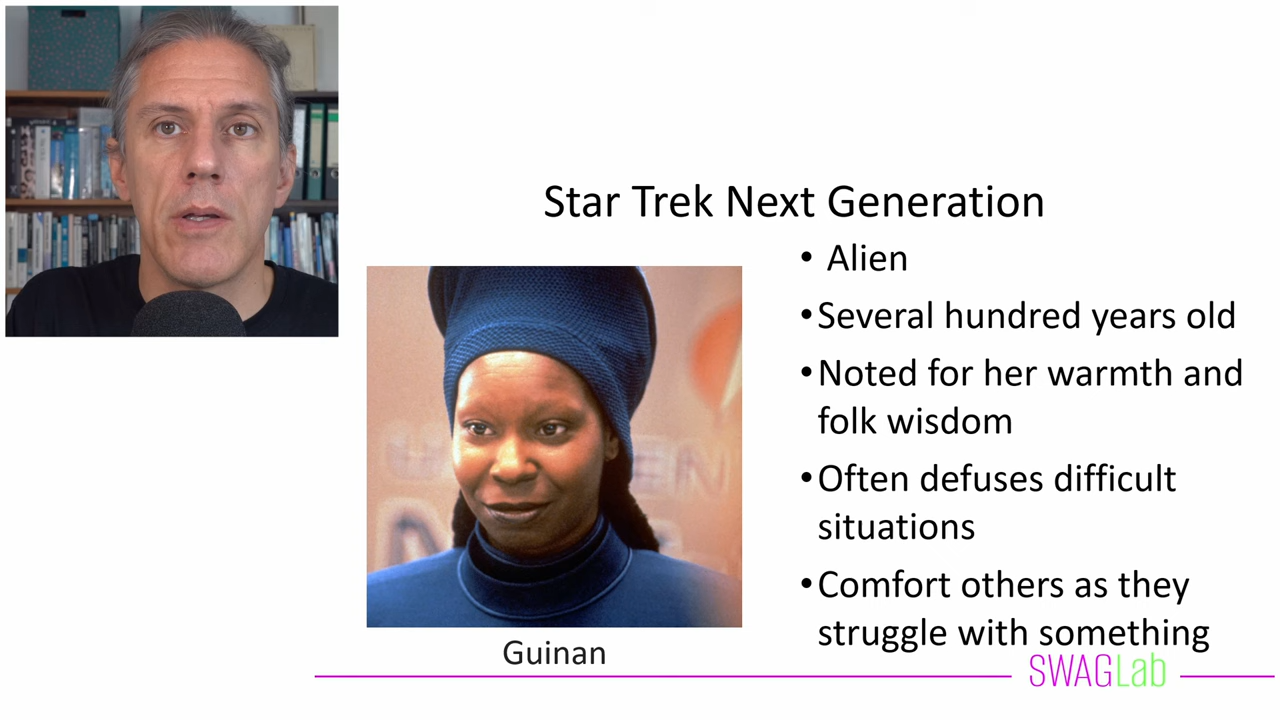 Star Trek Next Generation
• Alien
• Several hundred years old
• Noted for her warmth and
folk wisdom
• Often defuses difficult
situations
• Comfort others as they
struggle with something
Guinan
SWAGLab